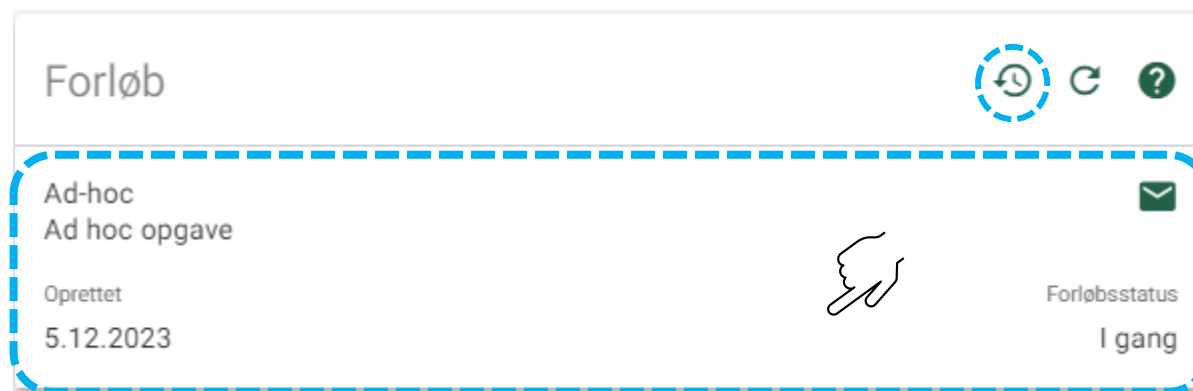 Forløb
Ad-hoc
Ad hoc opgave
Oprettet
Forløbsstatus
5.12.2023
I gang